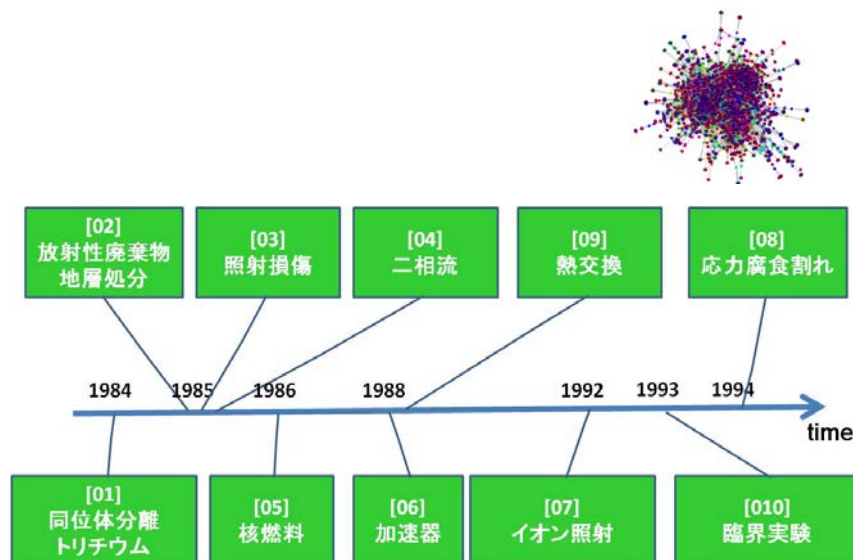 [02]
放射性廃棄物
地層処分
[03]
照射損傷
[04]
二相流
[09]
熱交換
[08]
応力腐食割れ
1984
1985
1986
1988
1992
1993
1994
time
[01]
同位体分離
トリチウム
[05]
核燃料
[06]
加速器
[07]
イオン照射
[010]
臨界実験